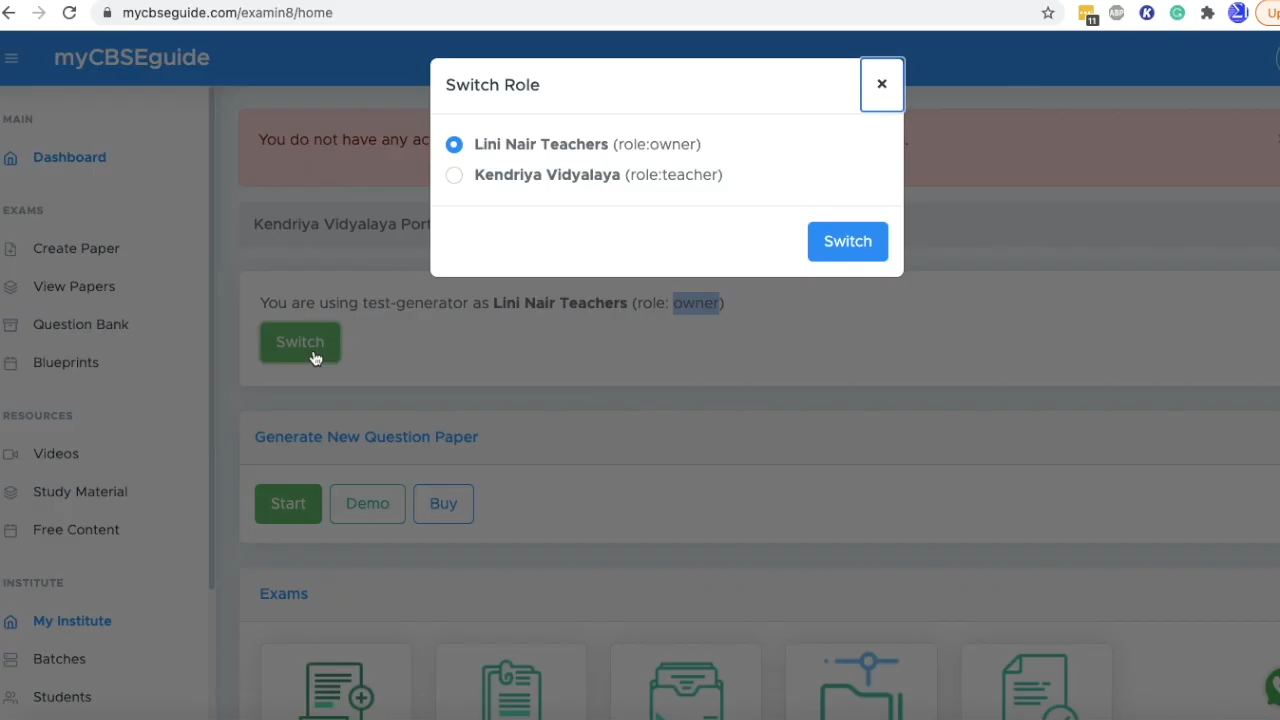 mycbseguide.com/examin8/home
11
ABP
K
G
Σ
Up
myCBSEguide
Switch Role
×
MAIN
You do not have any ac
Lini Nair Teachers (role:owner)
Dashboard
Kendriya Vidyalaya (role:teacher)
EXAMS
Kendriya Vidyalaya Port
Switch
Create Paper
View Papers
You are using test-generator as Lini Nair Teachers (role: owner)
Question Bank
Switch
Blueprints
RESOURCES
Generate New Question Paper
Videos
Study Material
Start
Demo
Buy
Free Content
INSTITUTE
Exams
My Institute
Batches
Students